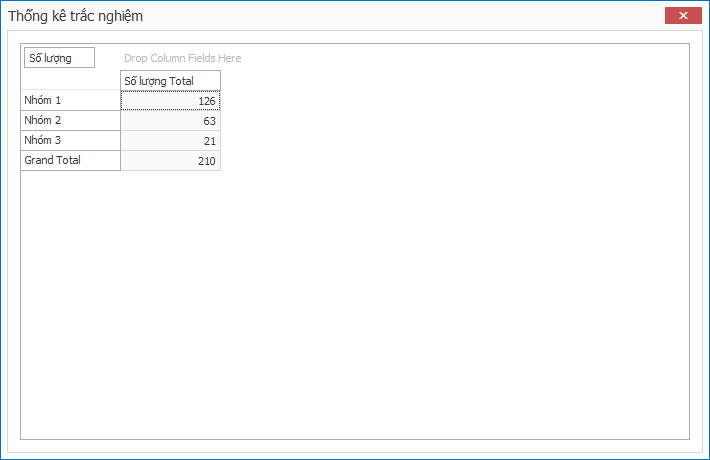 Thống kê trắc nghiệm
Số lượng
Drop Column Fields Here
Số lượng Total
Nhóm 1 126
Nhóm 2 63
Nhóm 3 21
Grand Total 210